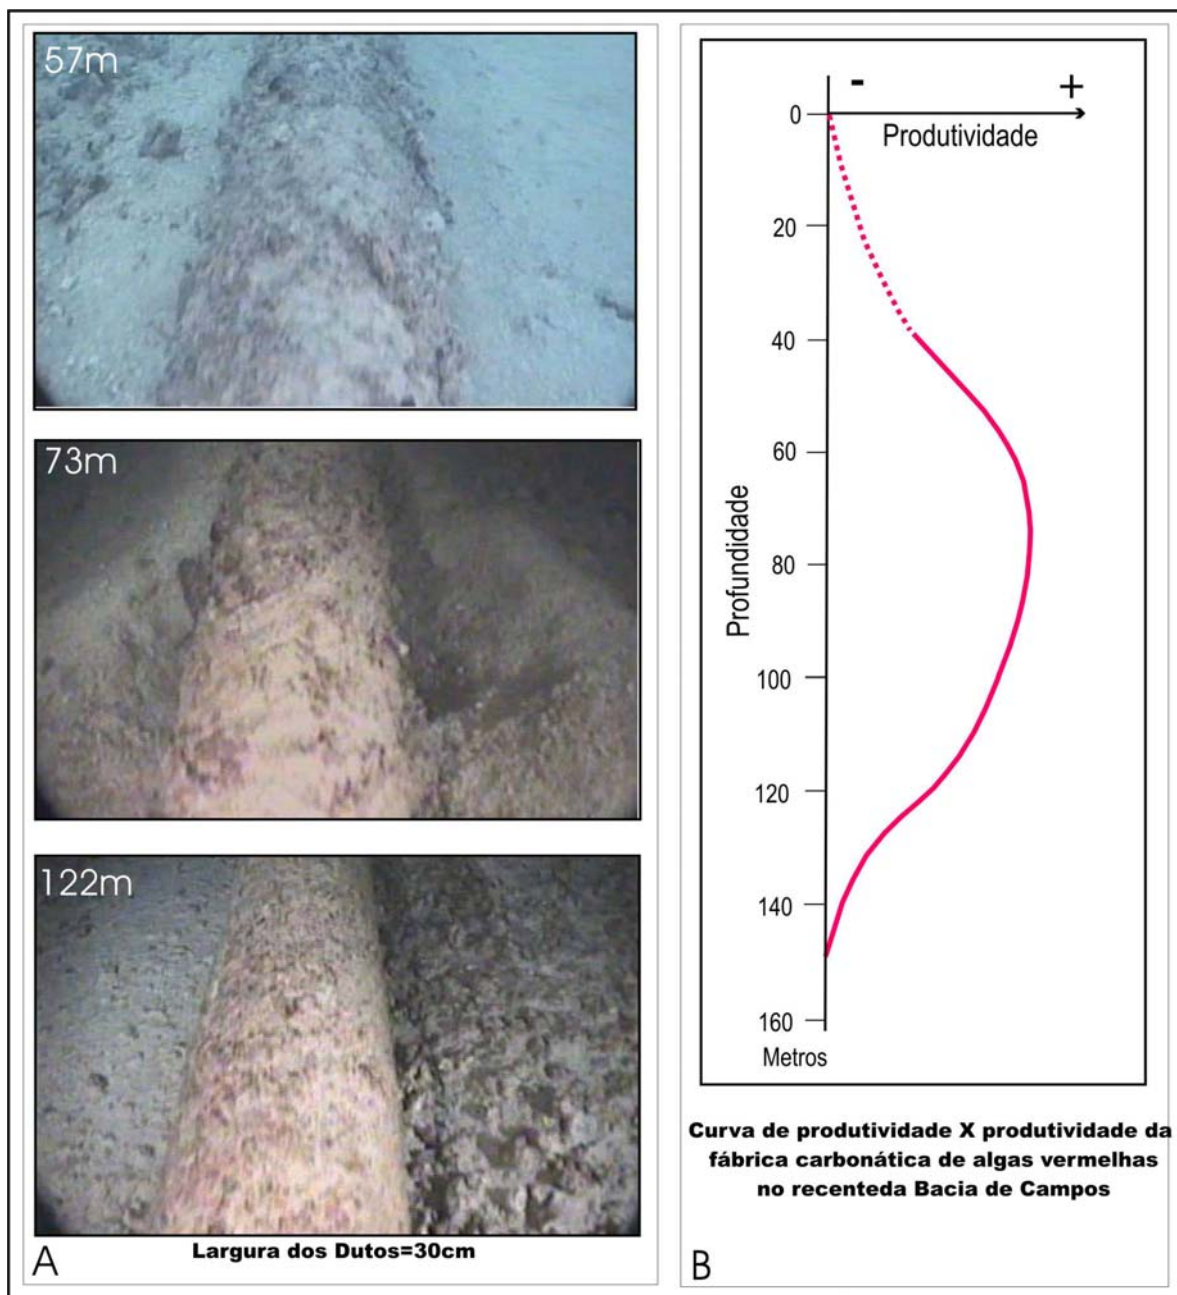 57m
73m
122m
Largura dos Dutos=30cm
A
-
+
Produtividade
0
20
40
60
80
100
120
140
160
Profundidade
Metros
Curva de produtividade X produtividade da
fábrica carbonática de algas vermelhas
no recenteda Bacia de Campos
B